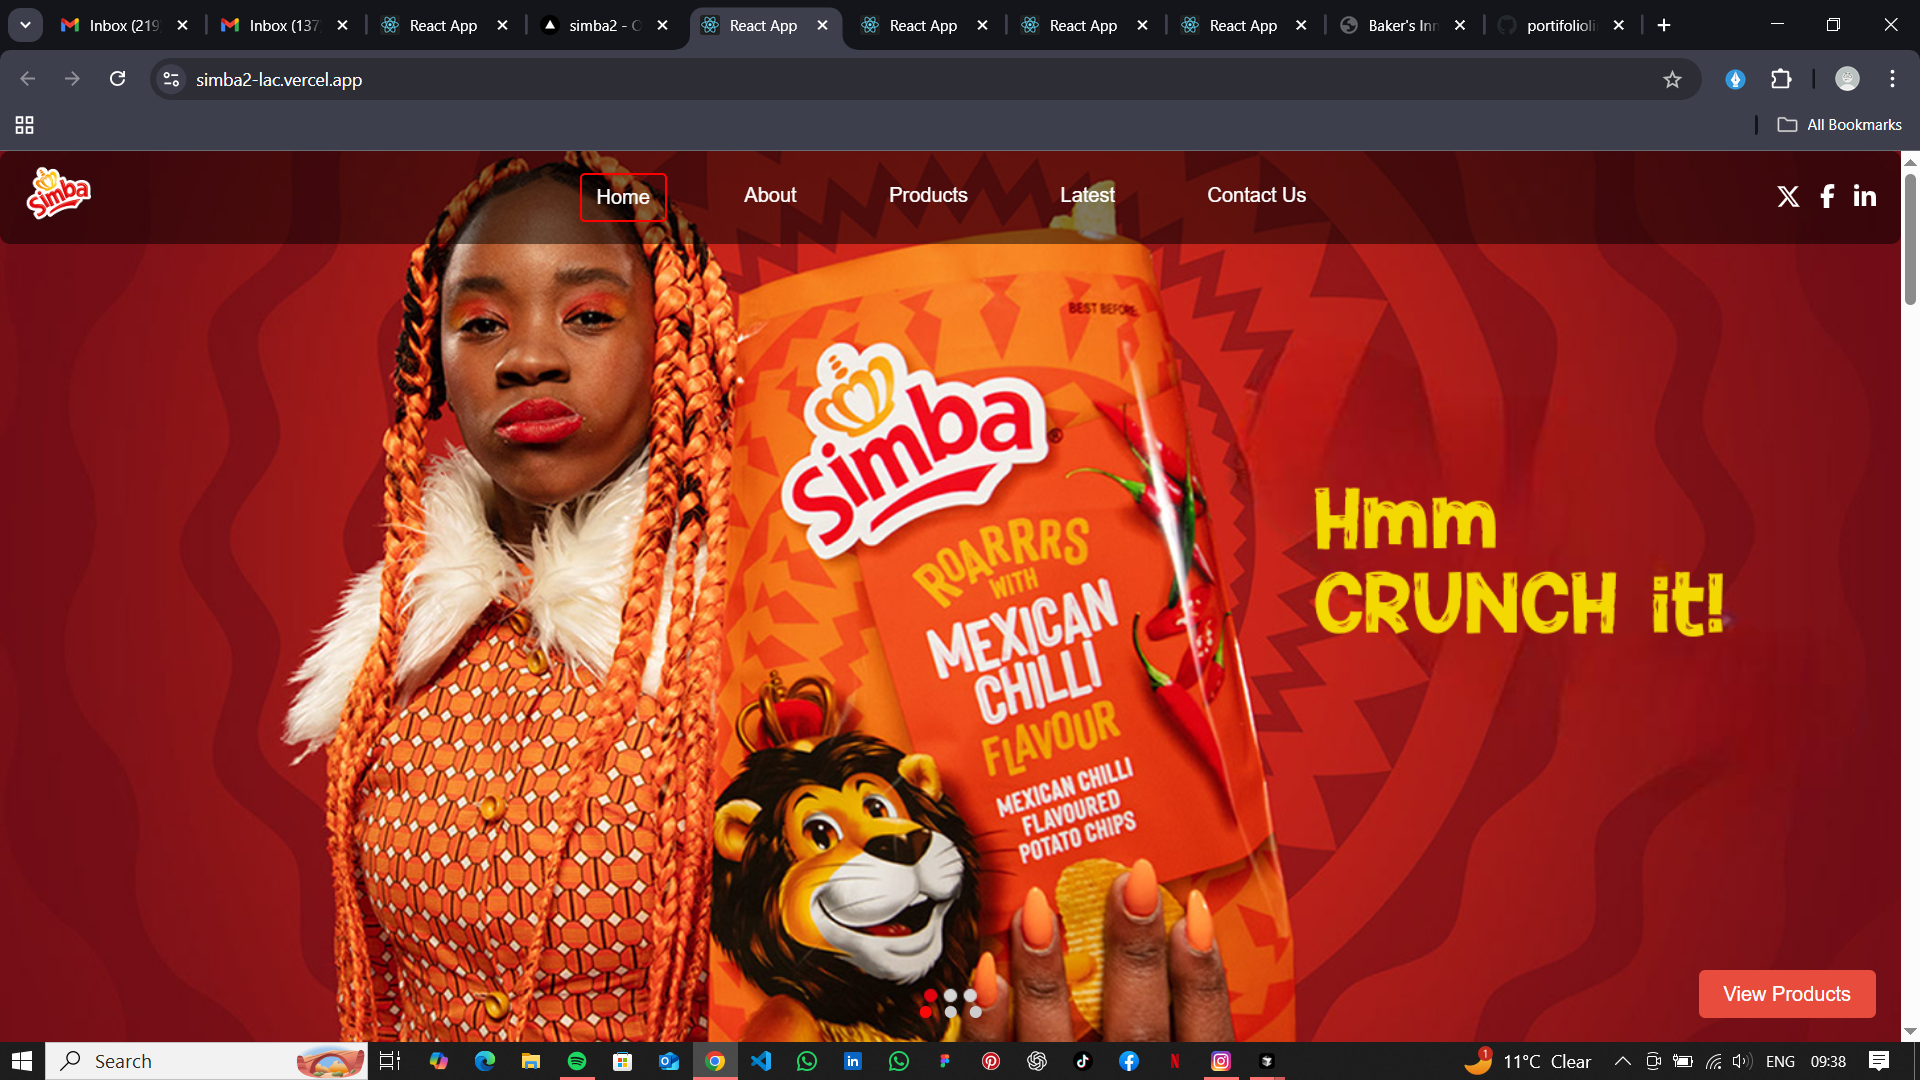 Inbox (219
Inbox (137
React App
simba2 - O
React App
React App
React App
React App
Baker's Inn
portifolioli
simba2-lac.vercel.app
All Bookmarks
Simba
Home
About
Products
Latest
Contact Us
BEST BEFORE:
Simba®
ROARRRS
WITH
MEXICAN
CHILLI
FLAVOUR
MEXICAN CHILLI
FLAVOURED
POTATO CHIPS
Hmm
CRUNCH it!
View Products
Search
1
11°C Clear
ENG
09:38